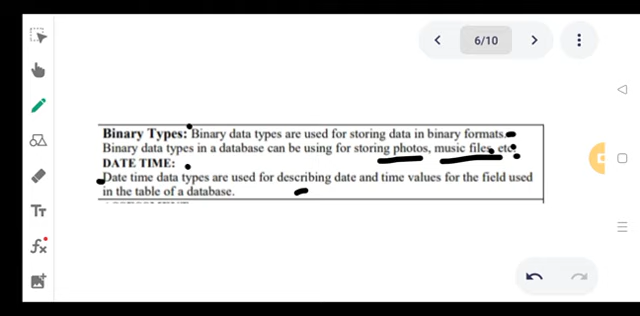 6/10
Binary Types: Binary data types are used for storing data in binary formats.
Binary data types in a database can be using for storing photos, music files, etc.
DATE TIME:
Date time data types are used for describing date and time values for the field used
in the table of a database.
Tт
fx